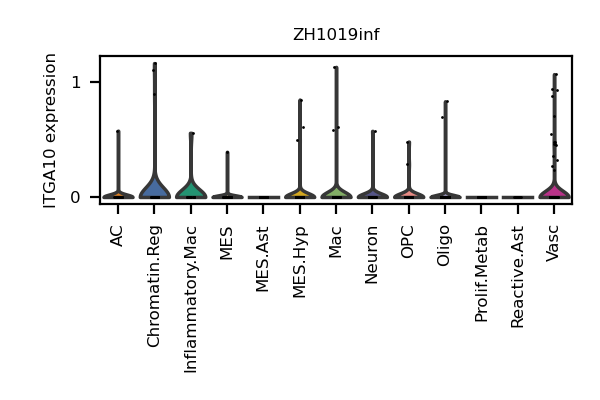 ZH1019inf
ITGA10 expression
1
0
AC
Chromatin.Reg
Inflammatory.Mac
MES
MES.Ast
MES.Hyp
Mac
Neuron
OPC
Oligo
Prolif.Metab
Reactive.Ast
Vasc